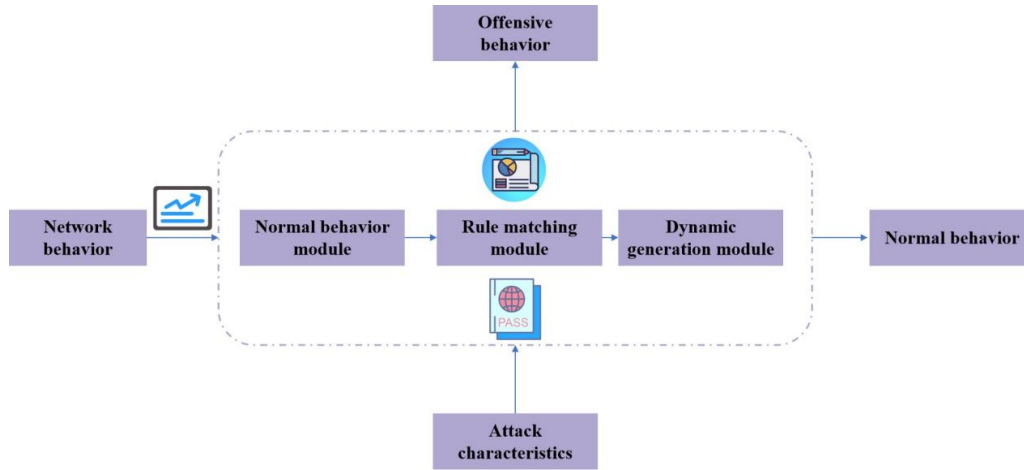 Offensive
behavior
Network
behavior
Normal behavior
module
Rule matching
module
Dynamic
generation module
Normal behavior
PASS
Attack
characteristics